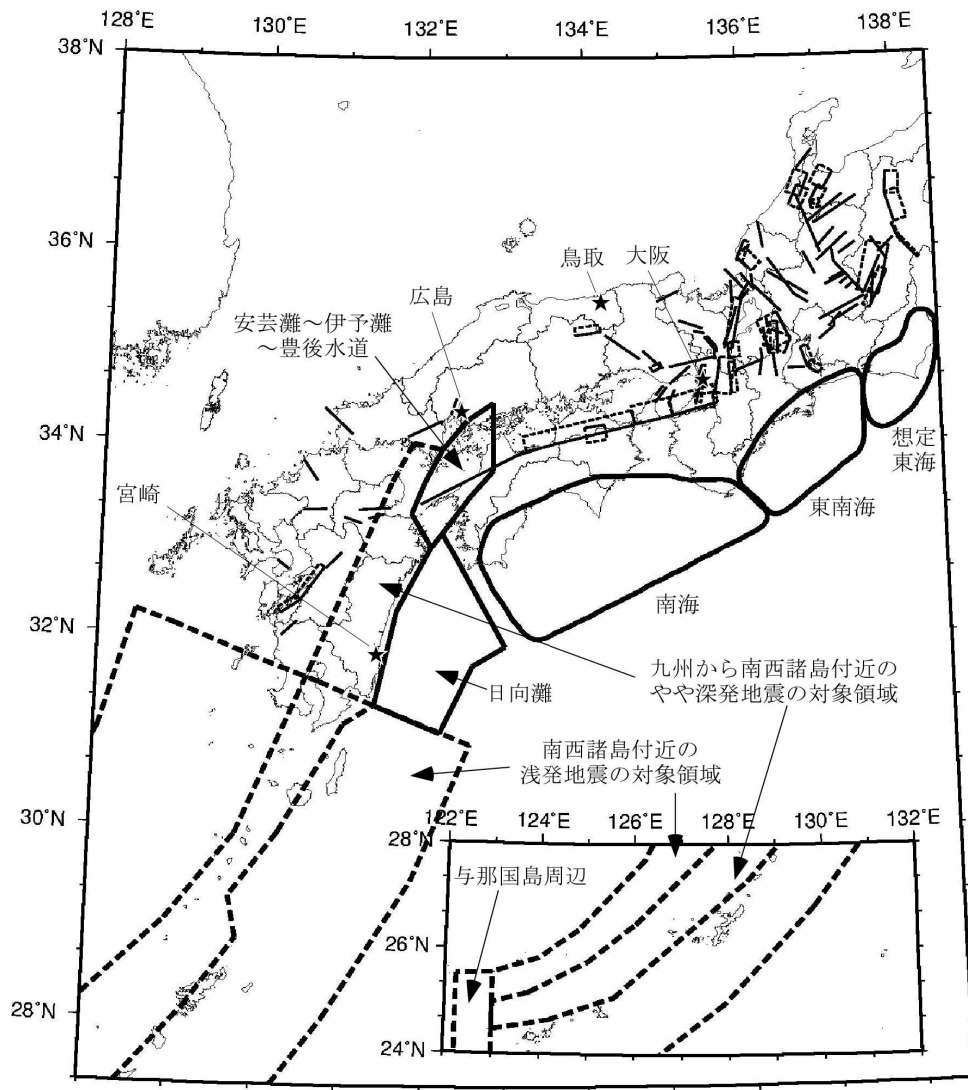 128°E
130°E
132°E
134°E
136°E
138°E
38°N
36°N
34°N
32°N
30°N
28°N
鳥取
大阪
広島
安芸灘～伊予灘
～豊後水道
宮崎
想定
東海
東南海
南海
日向灘
九州から南西諸島付近の
やや深発地震の対象領域
南西諸島付近の
浅発地震の対象領域
122°E
124°E
126°E
128°E
130°E
132°E
28°N
26°N
24°N
与那国島周辺